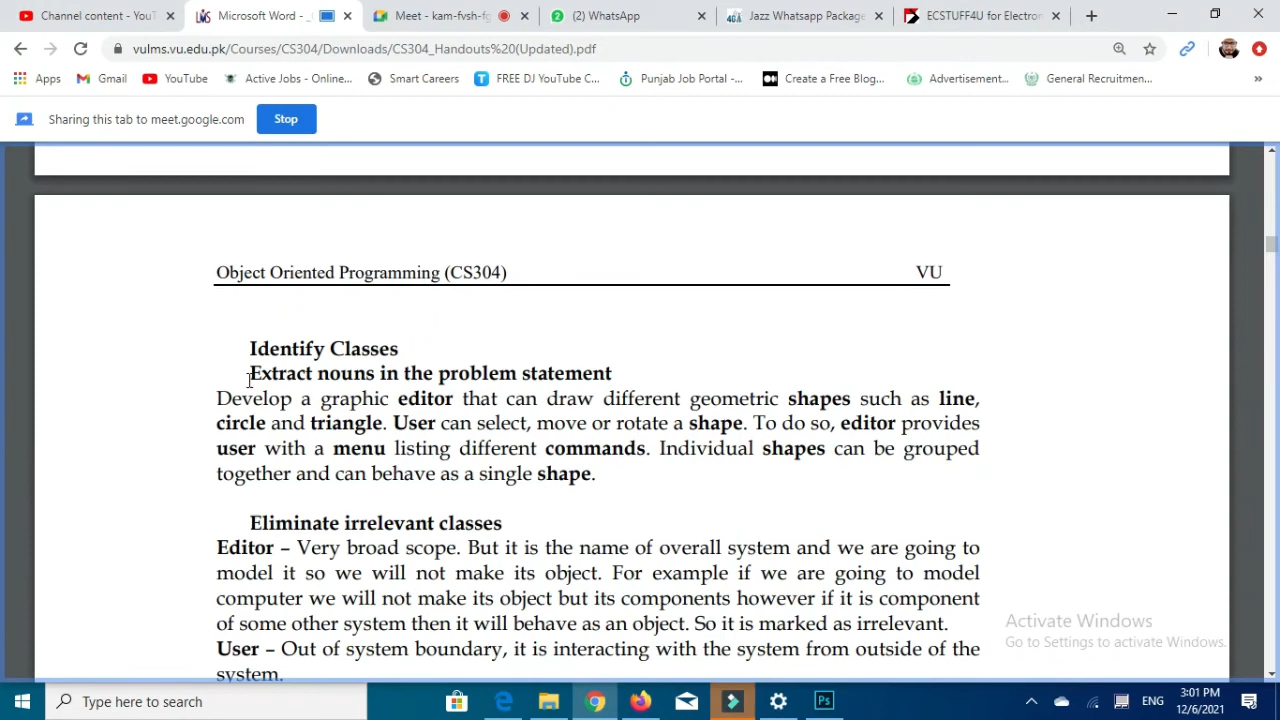 Channel content - YouT
Microsoft Word - _
Meet - kam-fvsh-fg
(2) WhatsApp
Jazz Whatsapp Package
ECSTUFF4U for Electron
vulms.vu.edu.pk/Courses/CS304/Downloads/CS304_Handouts%20(Updated).pdf
Apps
Gmail
YouTube
Active Jobs - Online...
Smart Careers
FREE DJ YouTube C...
Punjab Job Portal -...
Create a Free Blog...
Advertisement...
General Recruitmen...
»
Sharing this tab to meet.google.com
Stop
Object Oriented Programming (CS304) VU
Identify Classes
Extract nouns in the problem statement
Develop a graphic editor that can draw different geometric shapes such as line,
circle and triangle. User can select, move or rotate a shape. To do so, editor provides
user with a menu listing different commands. Individual shapes can be grouped
together and can behave as a single shape.
Eliminate irrelevant classes
Editor – Very broad scope. But it is the name of overall system and we are going to
model it so we will not make its object. For example if we are going to model
computer we will not make its object but its components however if it is component
of some other system then it will behave as an object. So it is marked as irrelevant.
User – Out of system boundary, it is interacting with the system from outside of the
system.
Activate Windows
Go to Settings to activate Windows.
Type here to search
Ps
ENG
3:01 PM
12/6/2021